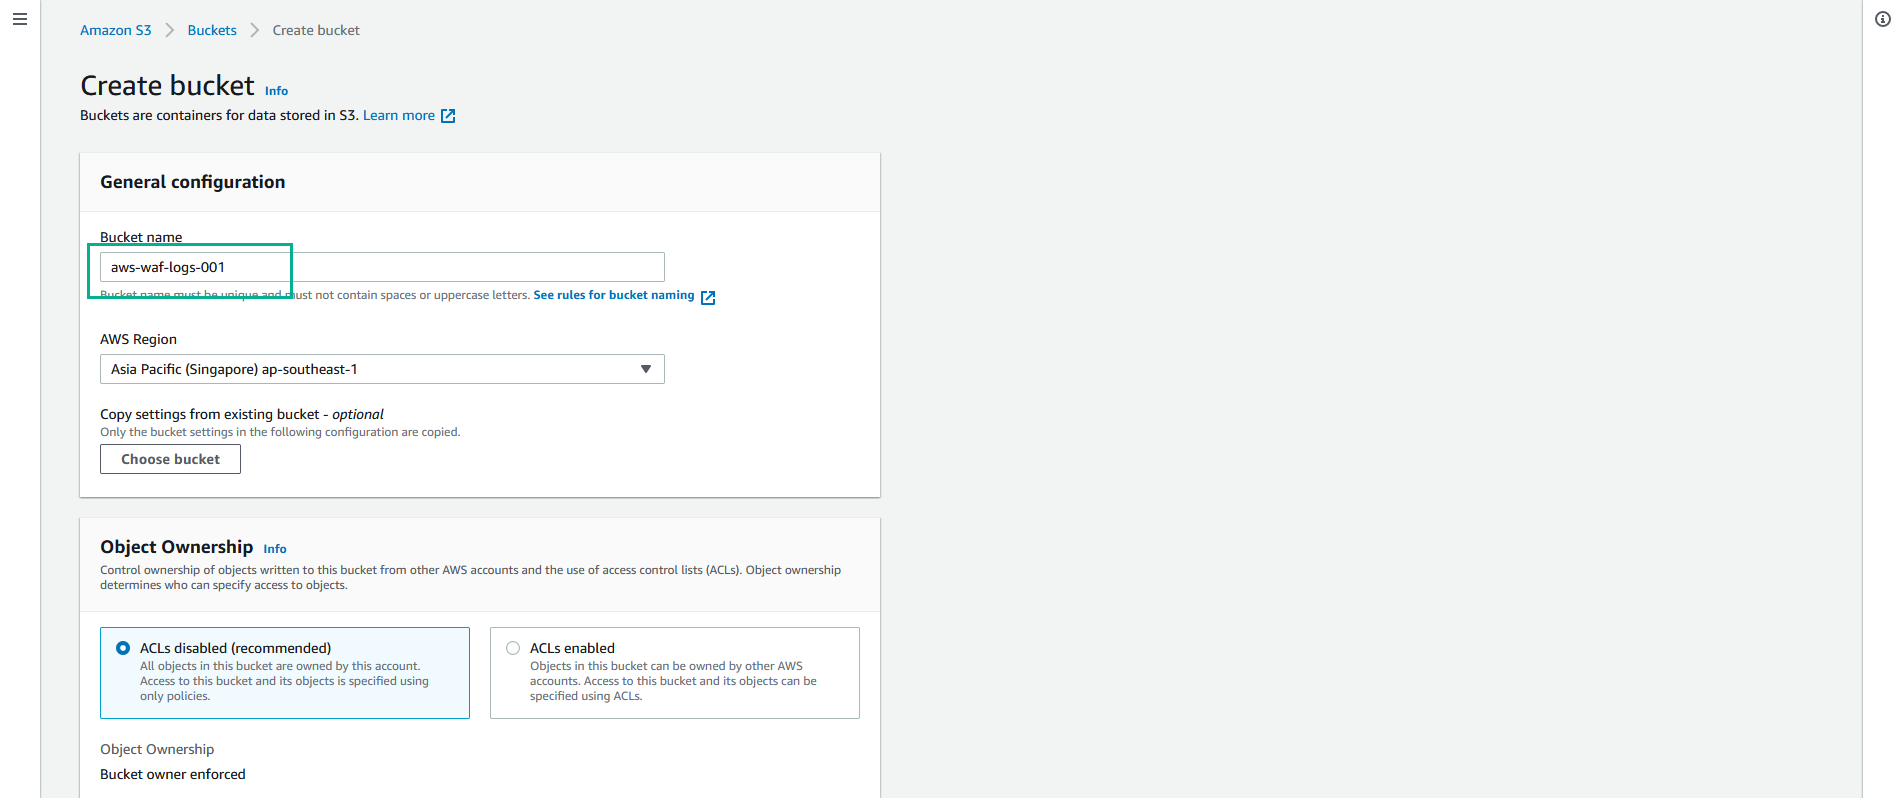 Amazon S3 > Buckets > Create bucket
Create bucket Info
Buckets are containers for data stored in S3. Learn more
General configuration
Bucket name
aws-waf-logs-001
Bucket name must be unique and must not contain spaces or uppercase letters. See rules for bucket naming
AWS Region
Asia Pacific (Singapore) ap-southeast-1
Copy settings from existing bucket - optional
Only the bucket settings in the following configuration are copied.
Choose bucket
Object Ownership Info
Control ownership of objects written to this bucket from other AWS accounts and the use of access control lists (ACLs). Object ownership
determines who can specify access to objects.
ACLs disabled (recommended)
All objects in this bucket are owned by this account.
Access to this bucket and its objects is specified using
only policies.
ACLs enabled
Objects in this bucket can be owned by other AWS
accounts. Access to this bucket and its objects can be
specified using ACLs.
Object Ownership
Bucket owner enforced